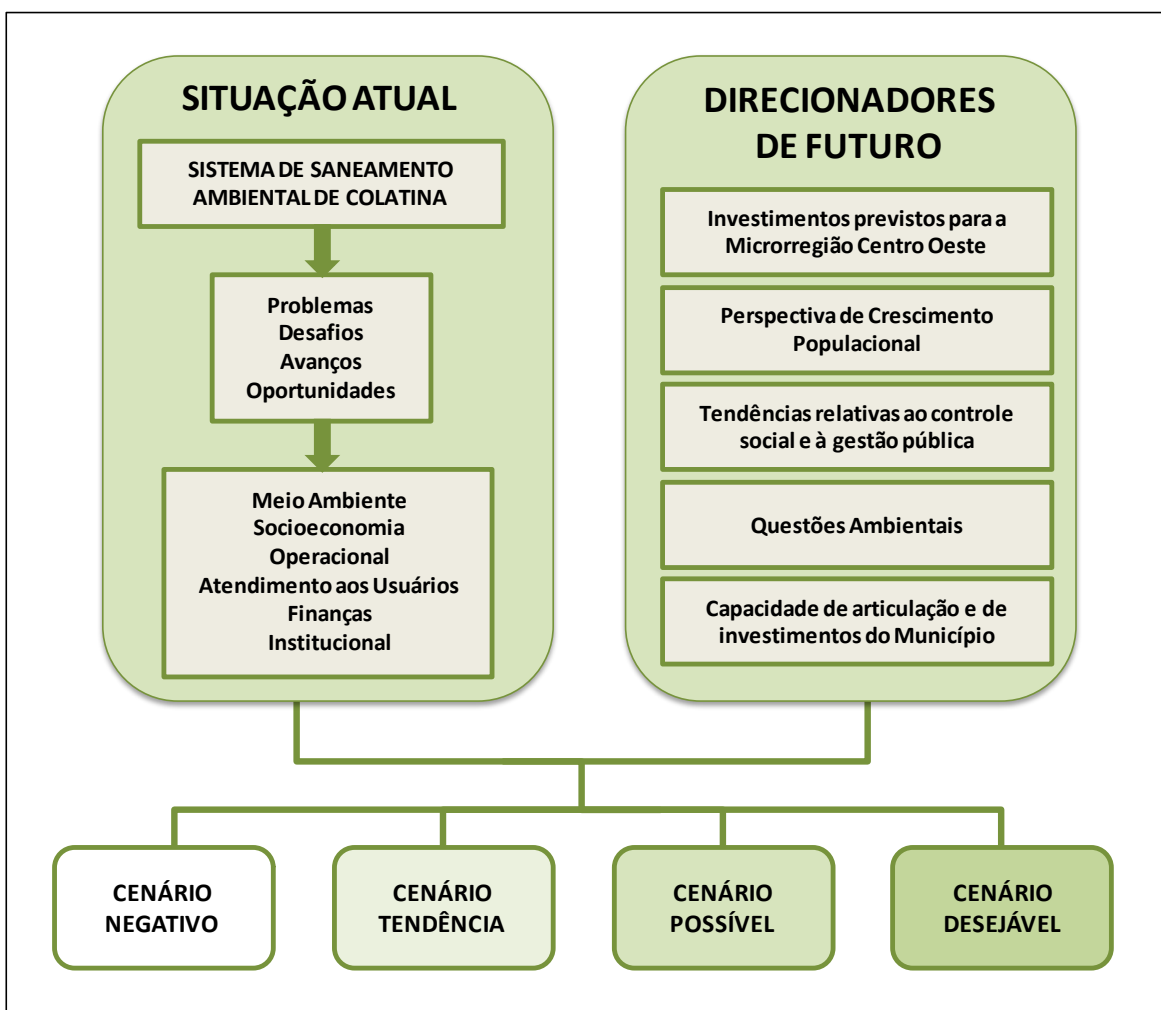 SITUAÇÃO ATUAL
SISTEMA DE SANEAMENTO
AMBIENTAL DE COLATINA
Problemas
Desafios
Avanços
Oportunidades
Meio Ambiente
Socioeconomia
Operacional
Atendimento aos Usuários
Finanças
Institucional
DIRECIONADORES
DE FUTURO
Investimentos previstos para a
Microrregião Centro Oeste
Perspectiva de Crescimento
Populacional
Tendências relativas ao controle
social e à gestão pública
Questões Ambientais
Capacidade de articulação e de
investimentos do Município
CENÁRIO
NEGATIVO
CENÁRIO
TENDÊNCIA
CENÁRIO
POSSÍVEL
CENÁRIO
DESEJÁVEL